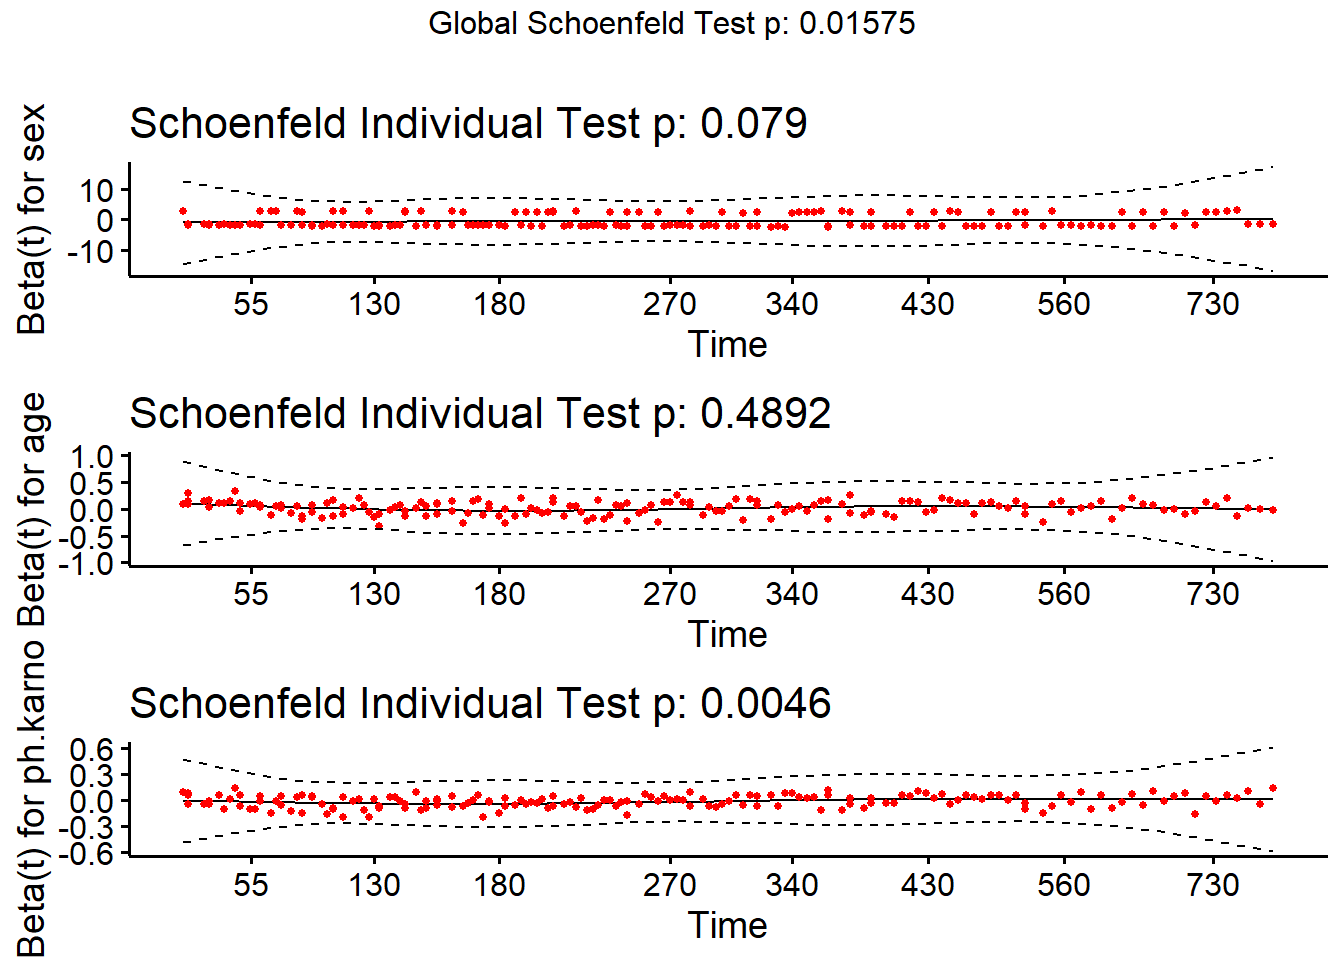 Global Schoenfeld Test p: 0.01575
Schoenfeld Individual Test p: 0.079
Beta(t) for sex
10
0
-10
55 130 180 270 340 430 560 730
Time
Schoenfeld Individual Test p: 0.4892
Beta(t) for age
1.0
0.5
0.0
-0.5
-1.0
55 130 180 270 340 430 560 730
Time
Schoenfeld Individual Test p: 0.0046
Beta(t) for ph.karno
0.6
0.3
0.0
-0.3
-0.6
55 130 180 270 340 430 560 730
Time